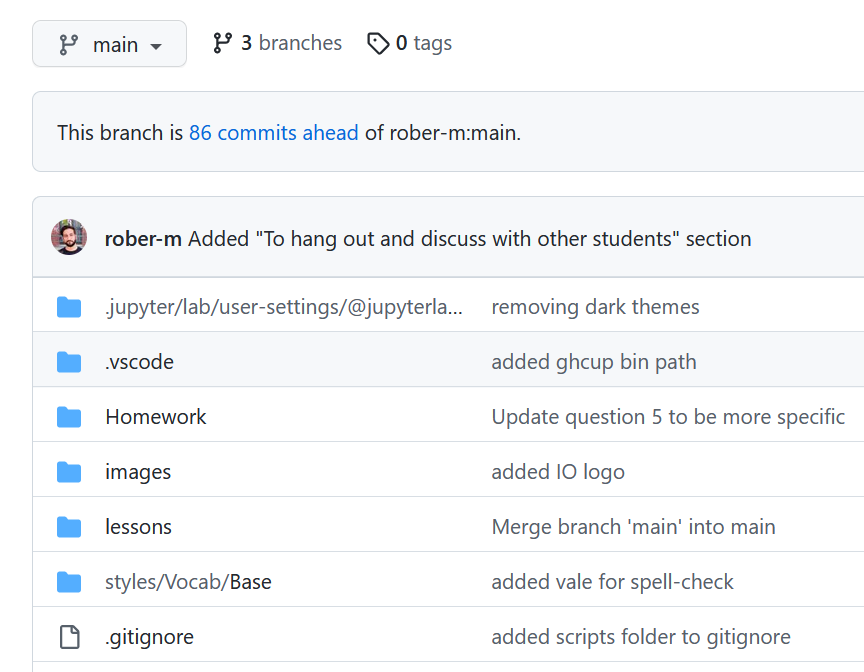 main 3 branches 0 tags
This branch is 86 commits ahead of rober-m:main.
rober-m Added "To hang out and discuss with other students" section
.jupyter/lab/user-settings/@jupyterla... removing dark themes
.vscode added ghcup bin path
Homework Update question 5 to be more specific
images added IO logo
lessons Merge branch 'main' into main
styles/Vocab/Base added vale for spell-check
.gitignore added scripts folder to gitignore